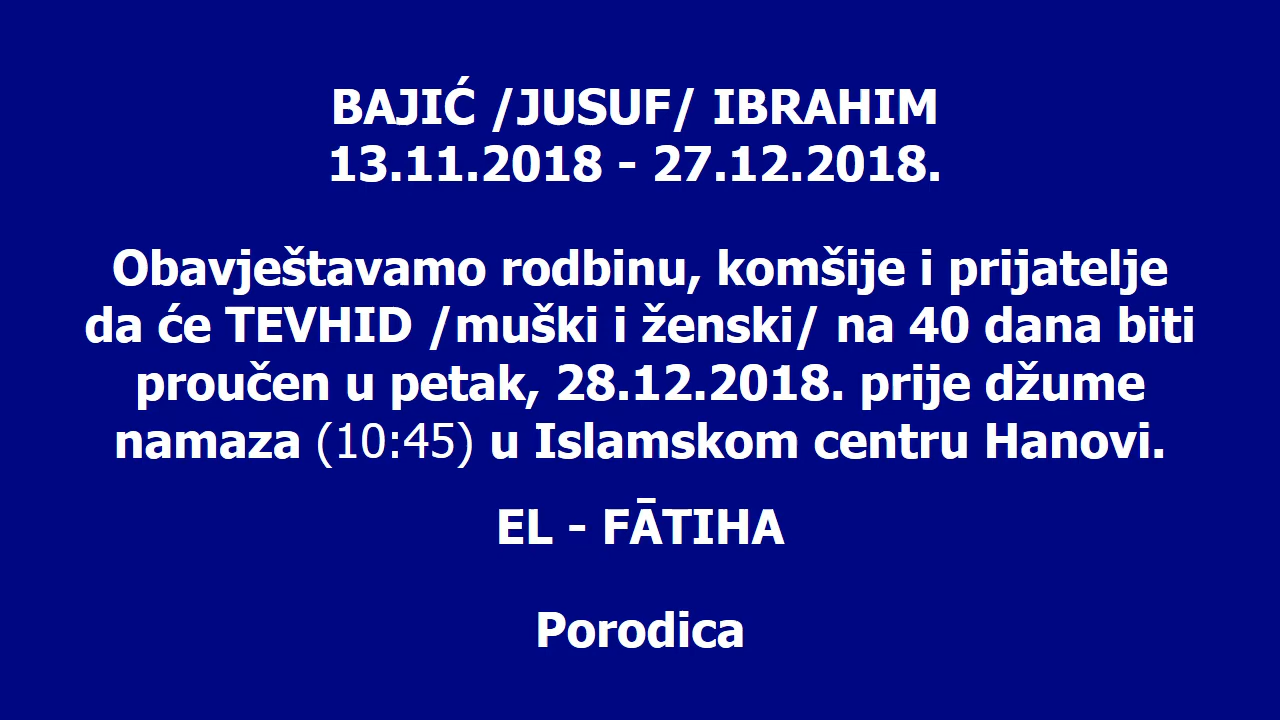 BAJIĆ /JUSUF/ IBRAHIM
13.11.2018 - 27.12.2018.
Obavještavamo rodbinu, komšije i prijatelje
da će TEVHID /muški i ženski/ na 40 dana biti
proučen u petak, 28.12.2018. prije džume
namaza (10:45) u Islamskom centru Hanovi.
EL - FĀTIHA
Porodica